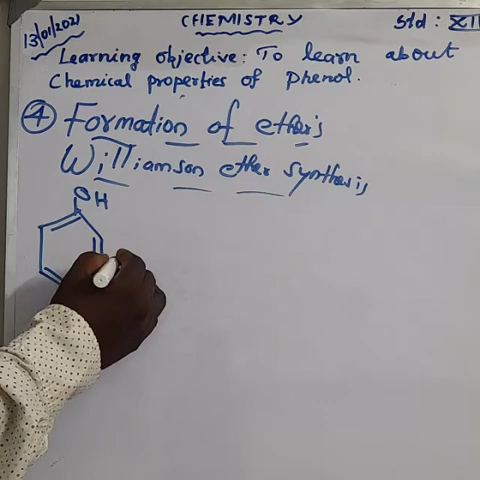 13/01/2021
CHEMISTRY
Std: XII
Learning objective: To learn about
Chemical properties of Phenol.
④ Formation of ether's
Williamson ether synthesis
OH